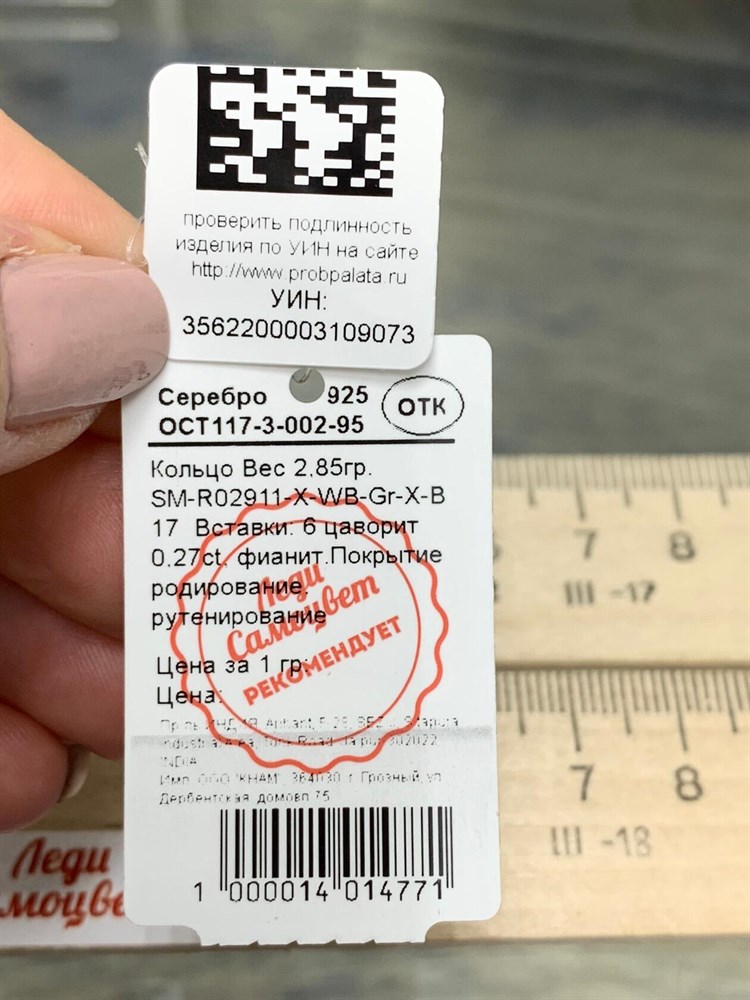 проверить подлинность
изделия по УИН на сайте
http://www.probpalata.ru
УИН:
3562200003109073
Серебро 925
ОТК
ОСТ117-3-002-95
Кольцо Вес 2,85гр.
SM-R02911-X-WB-Gr-X-B
17 Вставки: 6 цаворит
0.27ct, фианит.Покрытие
родирование,
рутенирование
Леди
Самоцвет
РЕКОМЕНДУЕТ
Цена за 1 гр:
Цена:
ИНДИЯ
Road 302022
INDIA
Имп. ООО "КНАМ", 364030 г. Грозный, ул
Дербентская
1 000014 014771
7 8
III -17
7 8
III -18
Леди